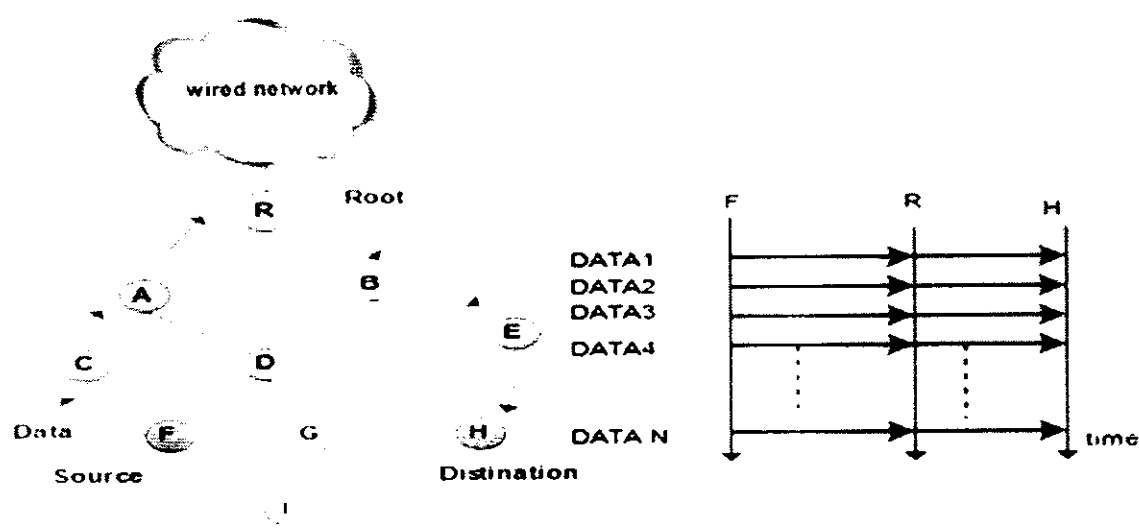 wired network
R
Root
A
B
C
D
E
Data
F
G
H
Source
Distination
I
F R H
DATA1
DATA2
DATA3
DATA4
DATA N
time